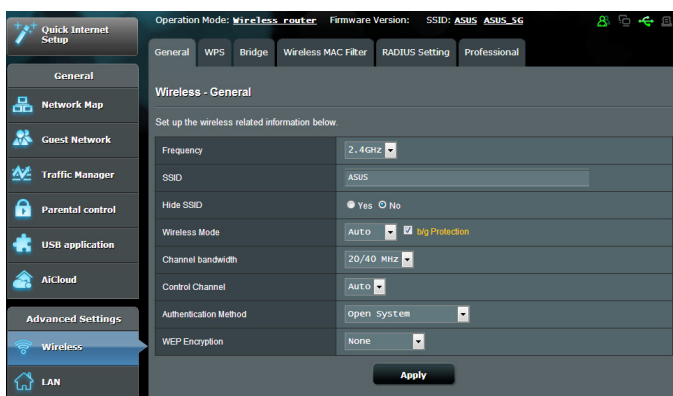 Quick Internet
Setup
Operation Mode: Wireless router Firmware Version: SSID: ASUS ASUS_5G
General WPS Bridge Wireless MAC Filter RADIUS Setting Professional
General
Network Map
Guest Network
Traffic Manager
Parental control
USB application
AiCloud
Advanced Settings
Wireless
LAN
Wireless - General
Set up the wireless related information below.
Frequency 2.4GHz
SSID ASUS
Hide SSID Yes No
Wireless Mode Auto b/g Protection
Channel bandwidth 20/40 MHz
Control Channel Auto
Authentication Method Open System
WEP Encryption None
Apply